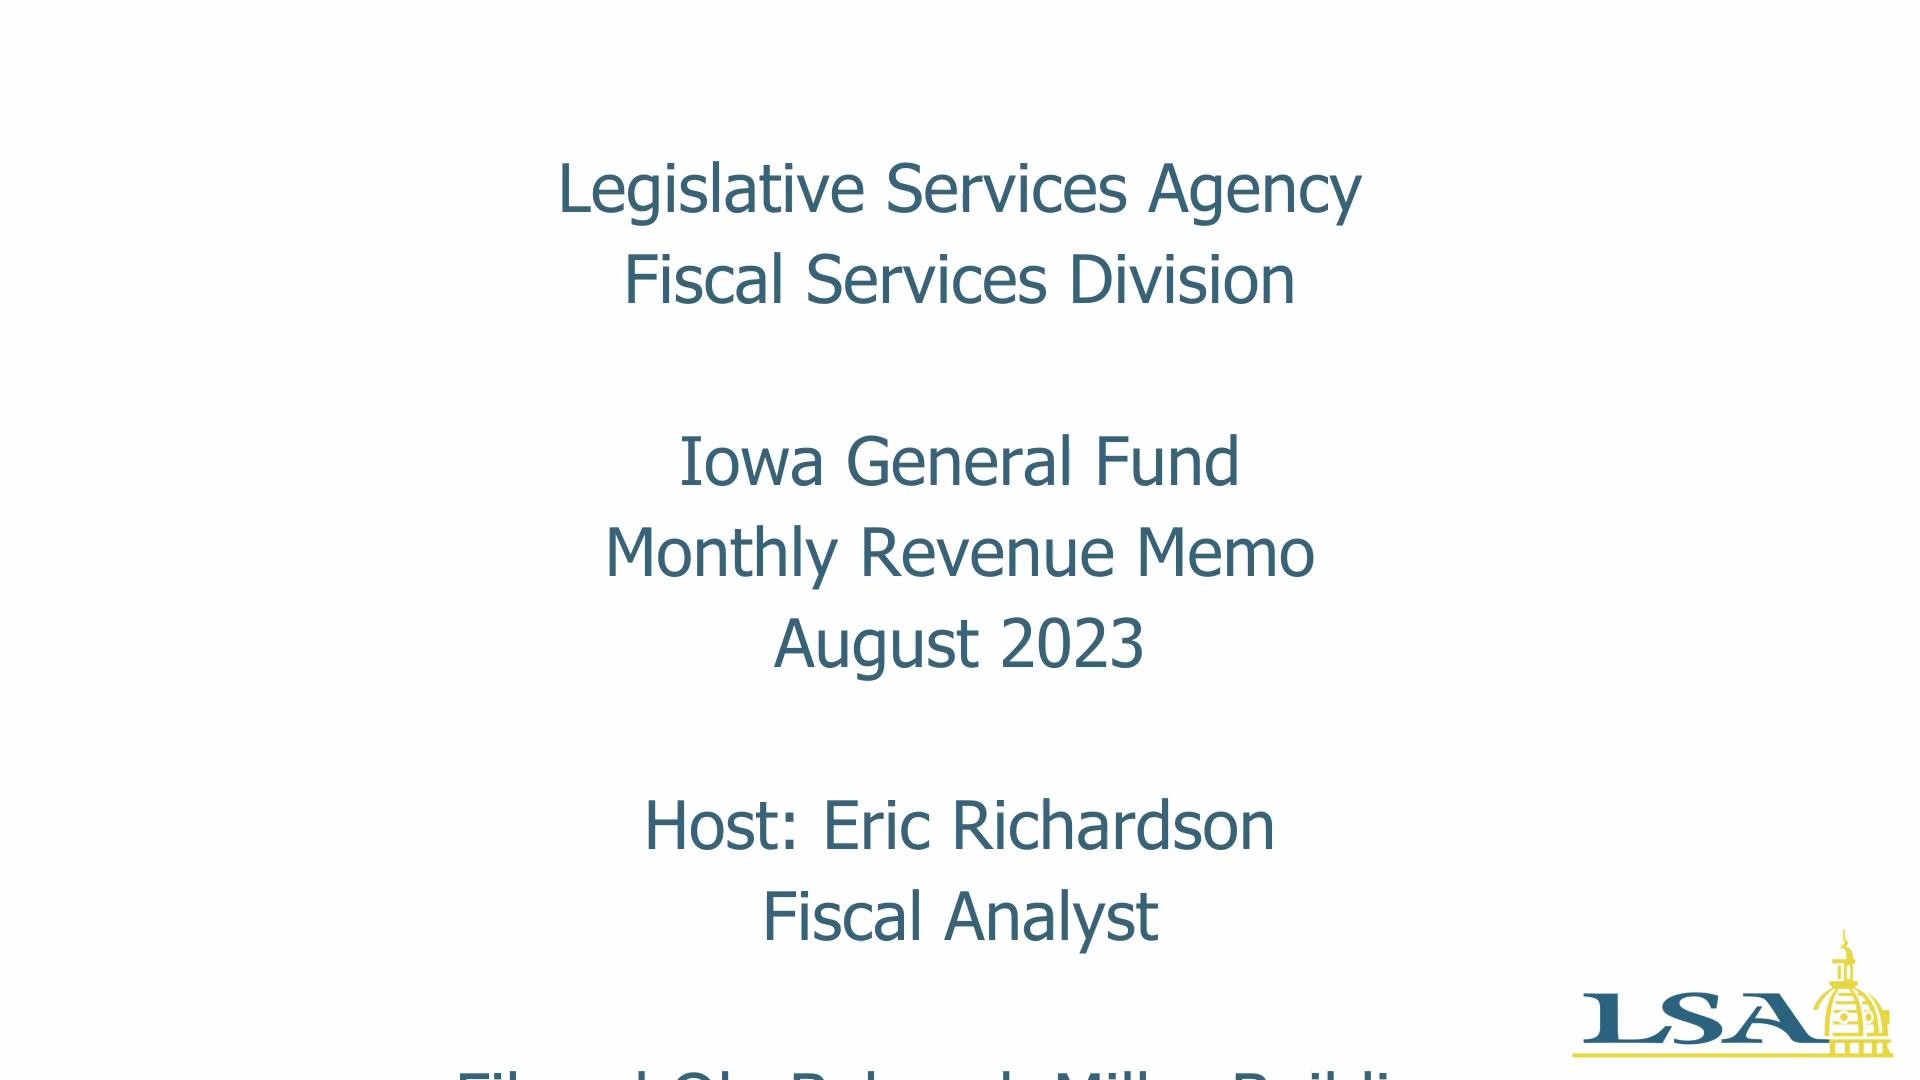 Legislative Services Agency
Fiscal Services Division
Iowa General Fund
Monthly Revenue Memo
August 2023
Host: Eric Richardson
Fiscal Analyst
LSA